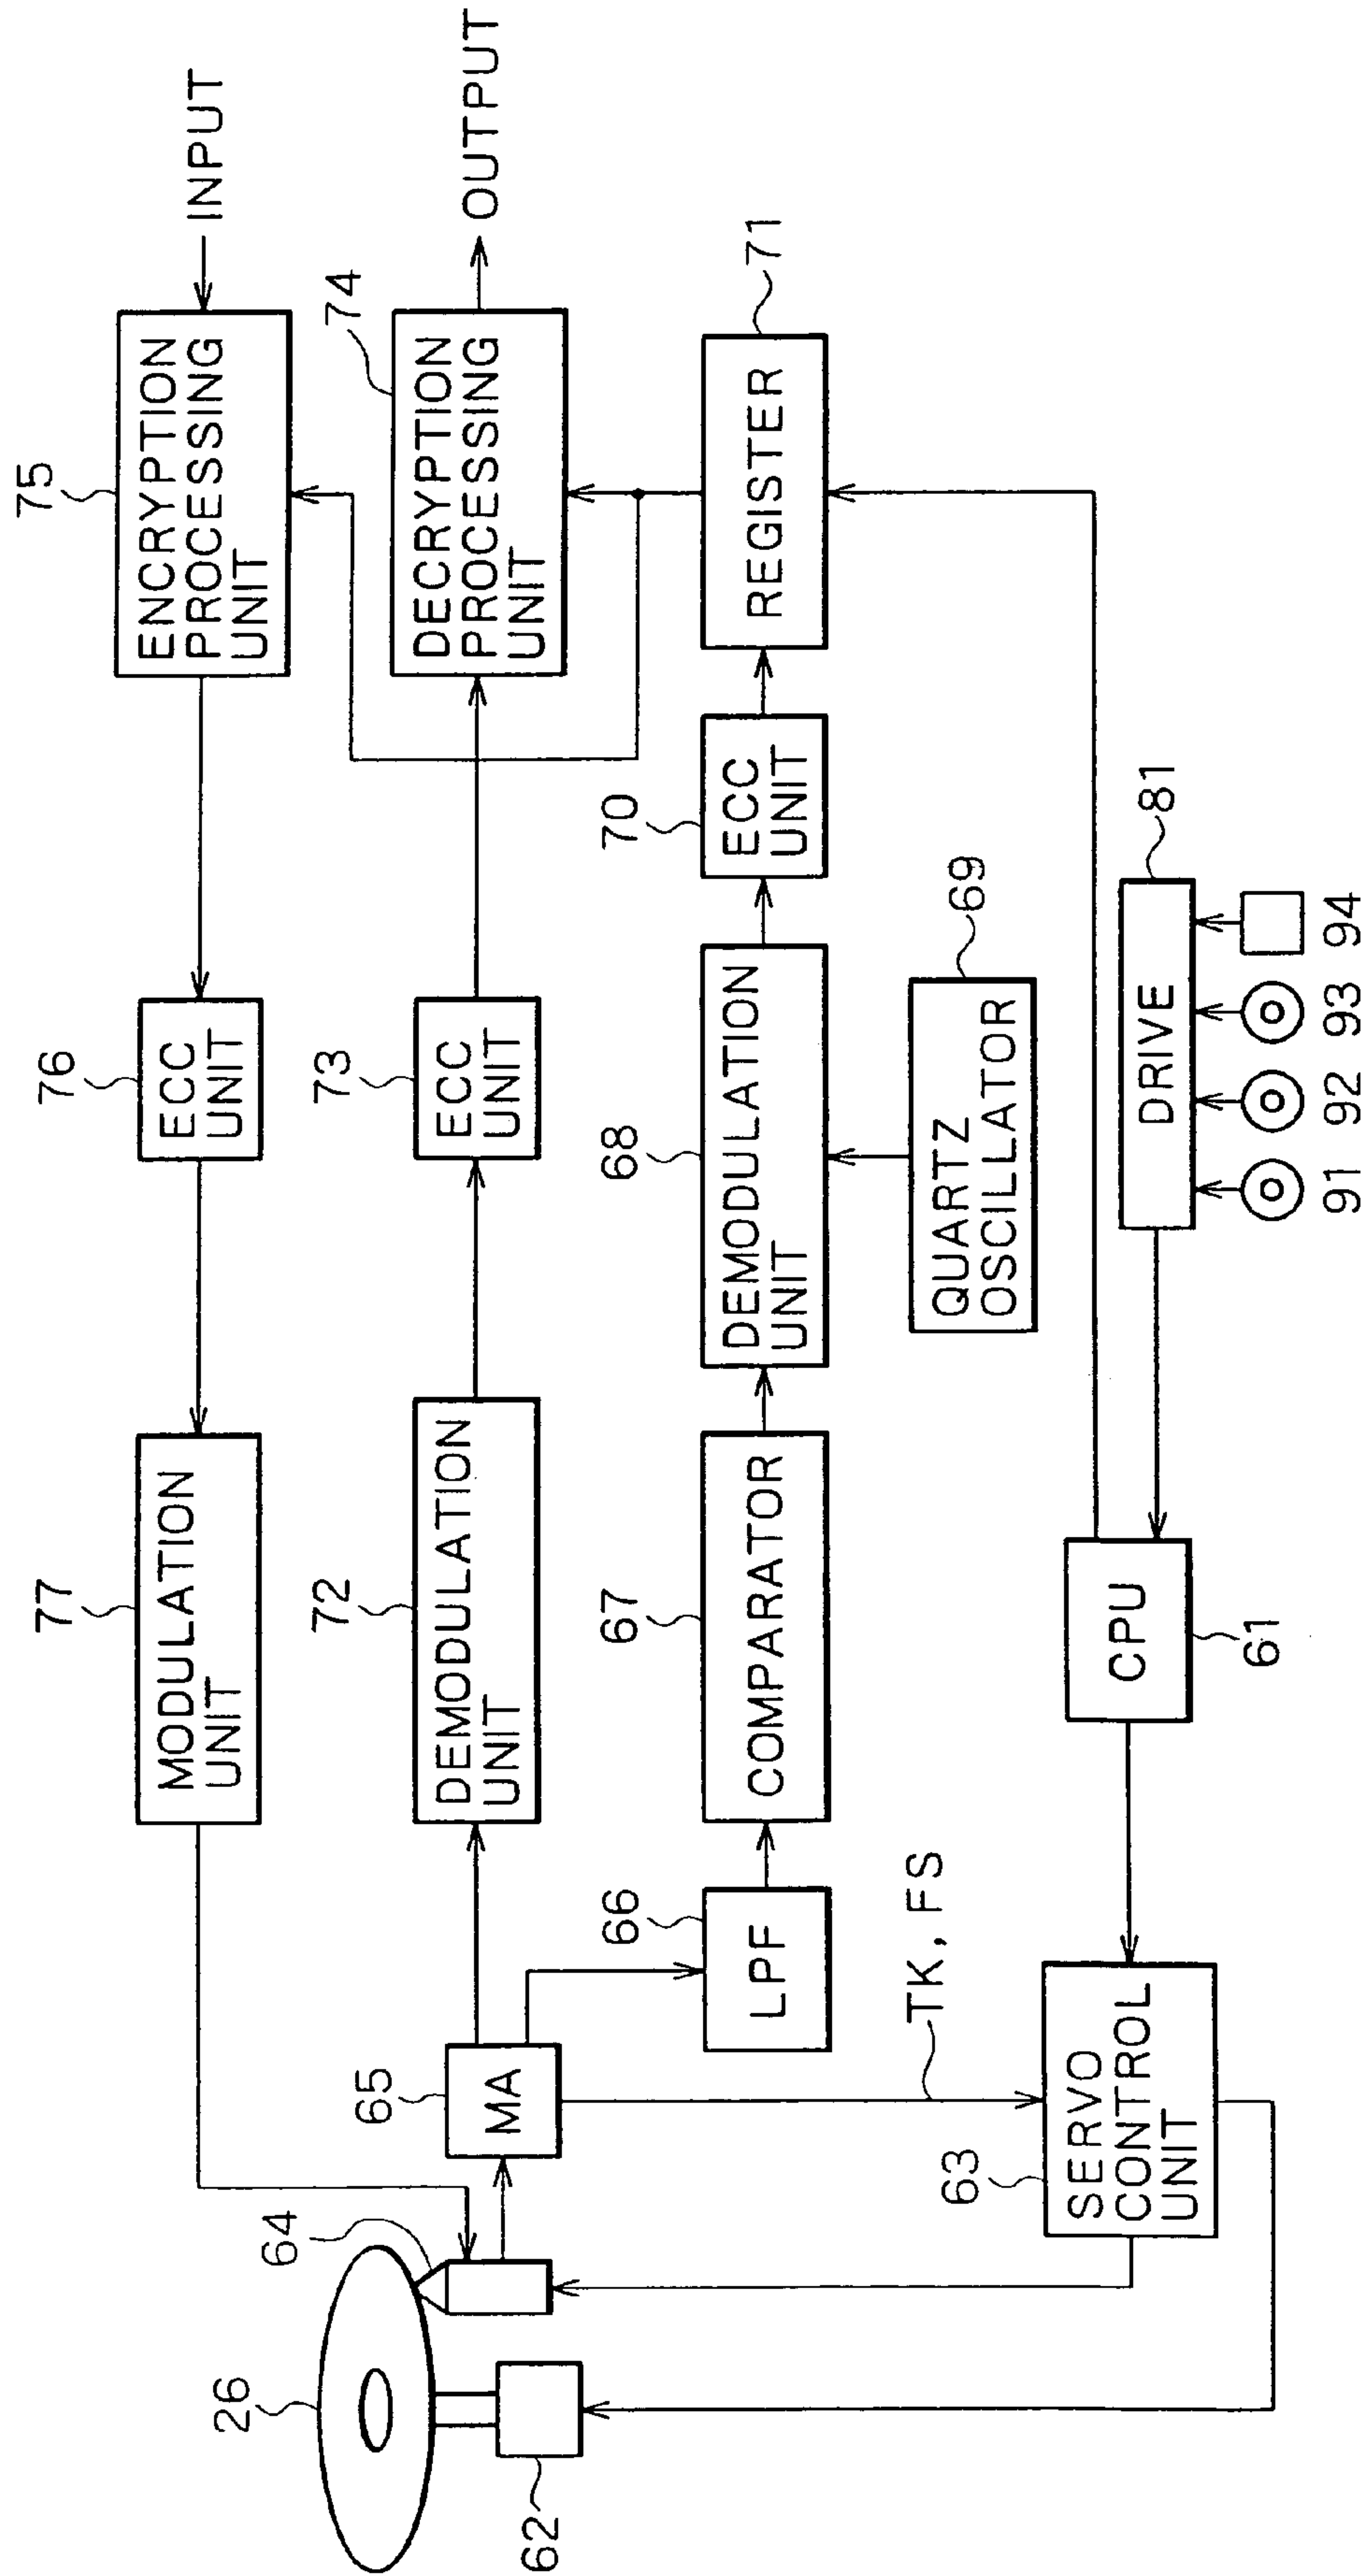 75
ENCRYPTION
PROCESSING
UNIT
INPUT
76
ECC
UNIT
77
MODULATION
UNIT
74
DECRYPTION
PROCESSING
UNIT
OUTPUT
73
ECC
UNIT
72
DEMODULATION
UNIT
65
MA
64
26
62
66
LPF
67
COMPARATOR
68
DEMODULATION
UNIT
70
ECC
UNIT
71
REGISTER
QUARTZ
OSCILLATOR
69
TK, FS
63
SERVO
CONTROL
UNIT
CPU
61
DRIVE
81
91
92
93
94